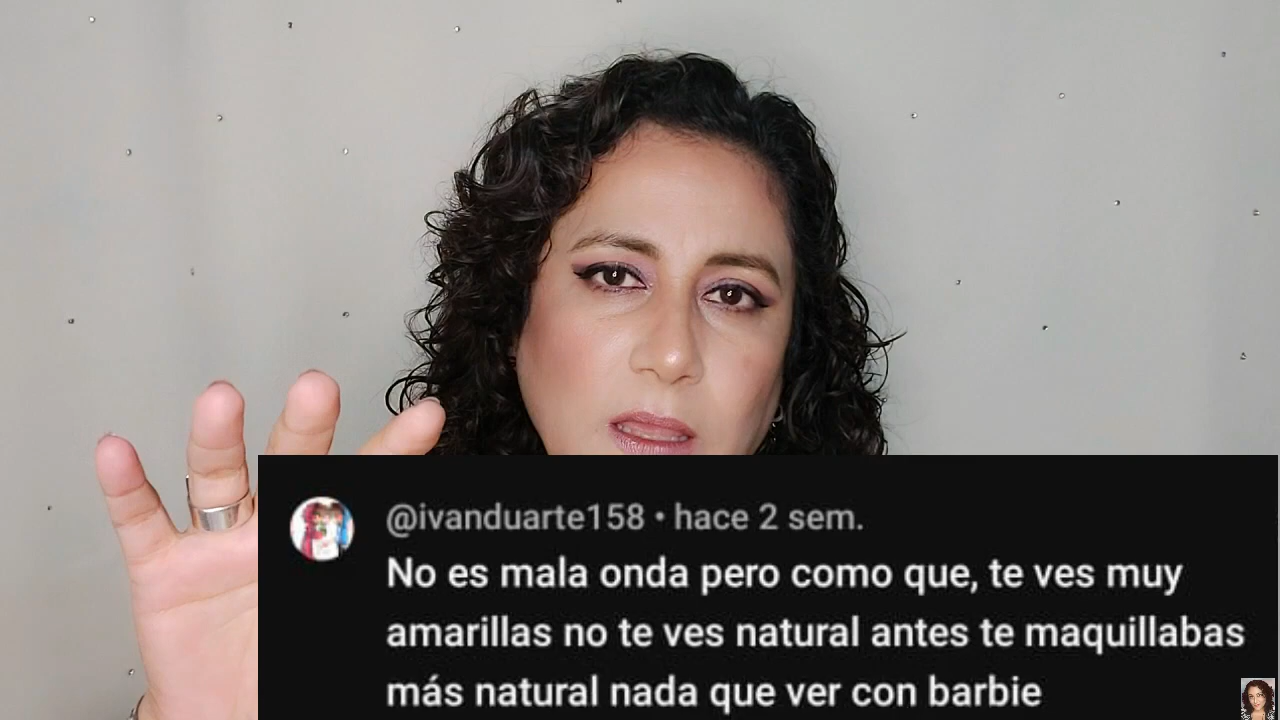 @ivanduarte158 • hace 2 sem.
No es mala onda pero como que, te ves muy
amarillas no te ves natural antes te maquillabas
más natural nada que ver con barbie